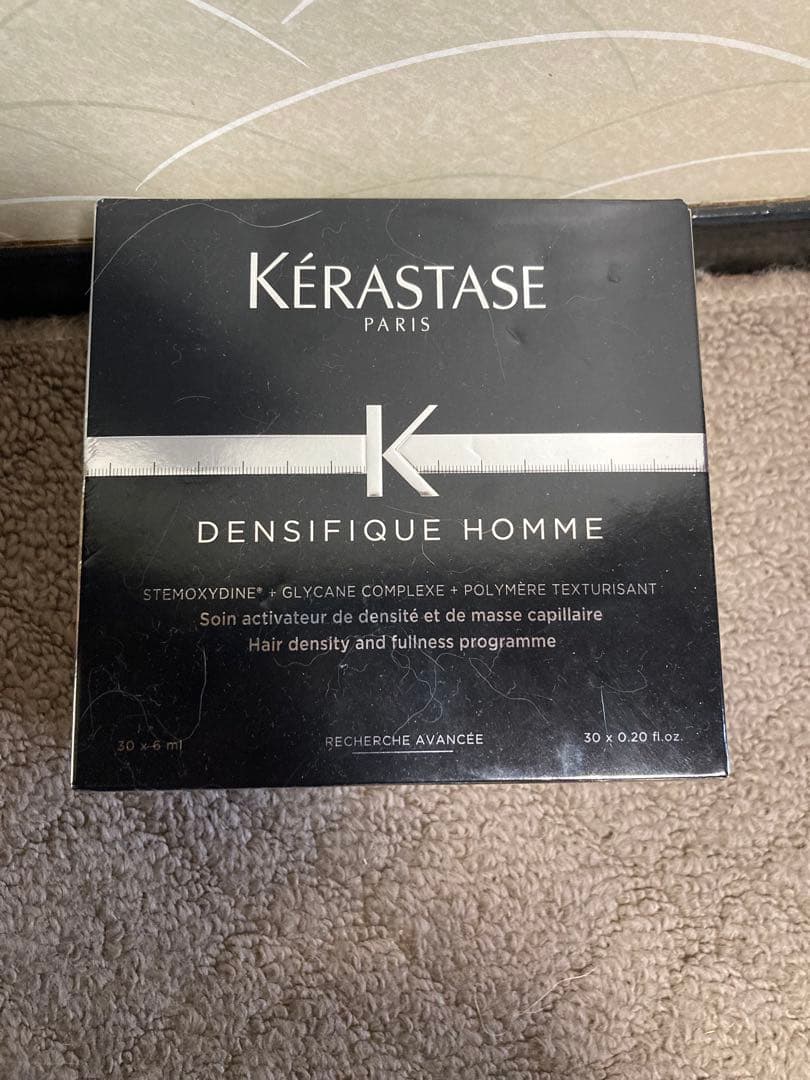 KÉRASTASE
PARIS
K
DENSIFIQUE HOMME
STEMOXYDINE® + GLYCANE COMPLEXE + POLYMÈRE TEXTURISANT
Soin activateur de densité et de masse capillaire
Hair density and fullness programme
30 x 6 ml
RECHERCHE AVANCÉE
30 x 0.20 fl.oz.